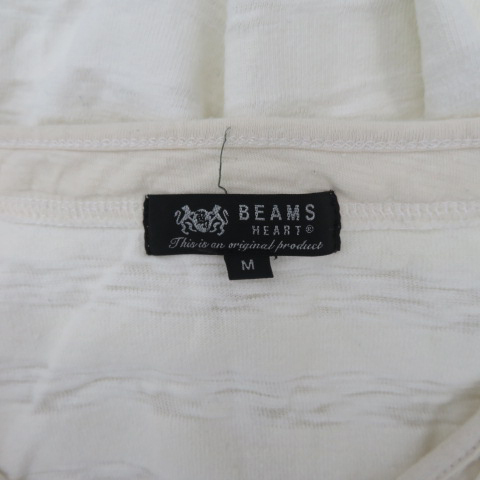 BEAMS
HEART®
This is an original product
M